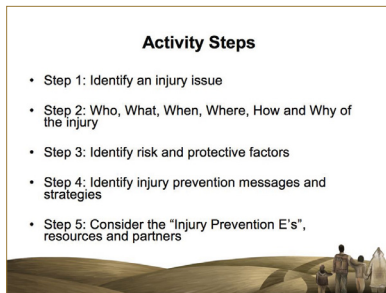 Activity Steps
• Step 1: Identify an injury issue
• Step 2: Who, What, When, Where, How and Why of
the injury
• Step 3: Identify risk and protective factors
• Step 4: Identify injury prevention messages and
strategies
• Step 5: Consider the “Injury Prevention E’s”,
resources and partners